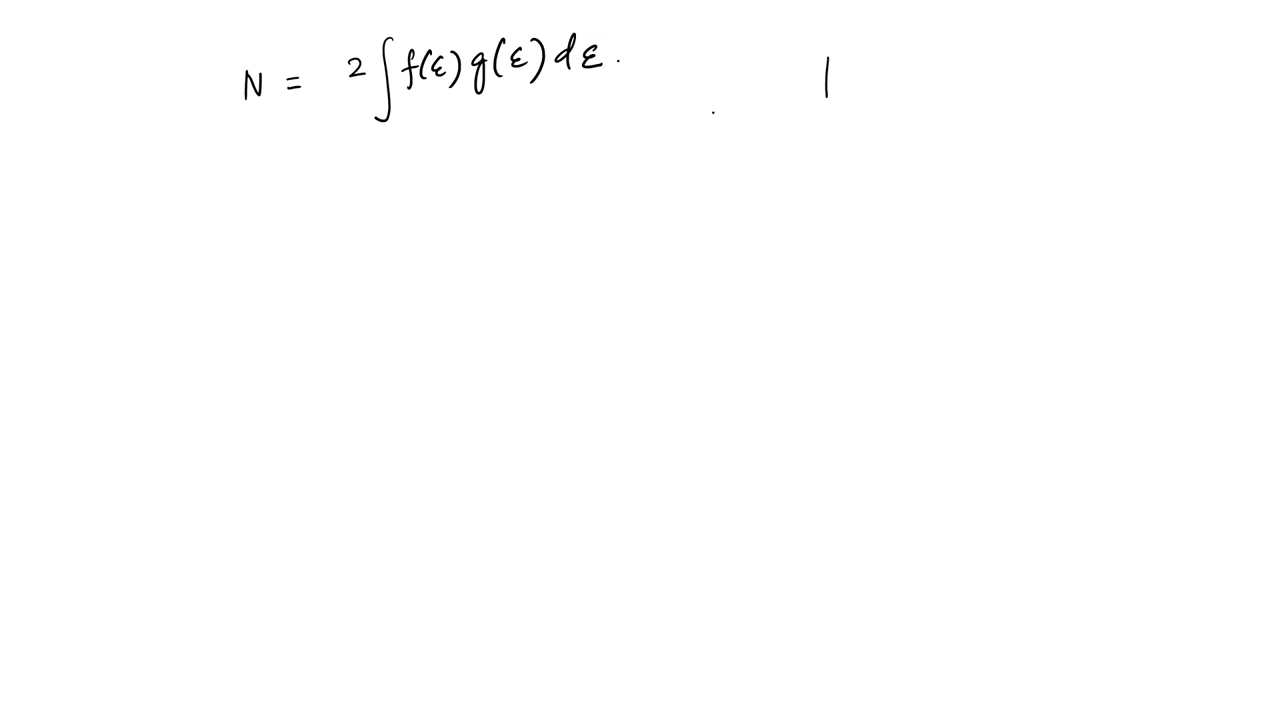 N = 2 ∫ f(ε) g(ε) dε .